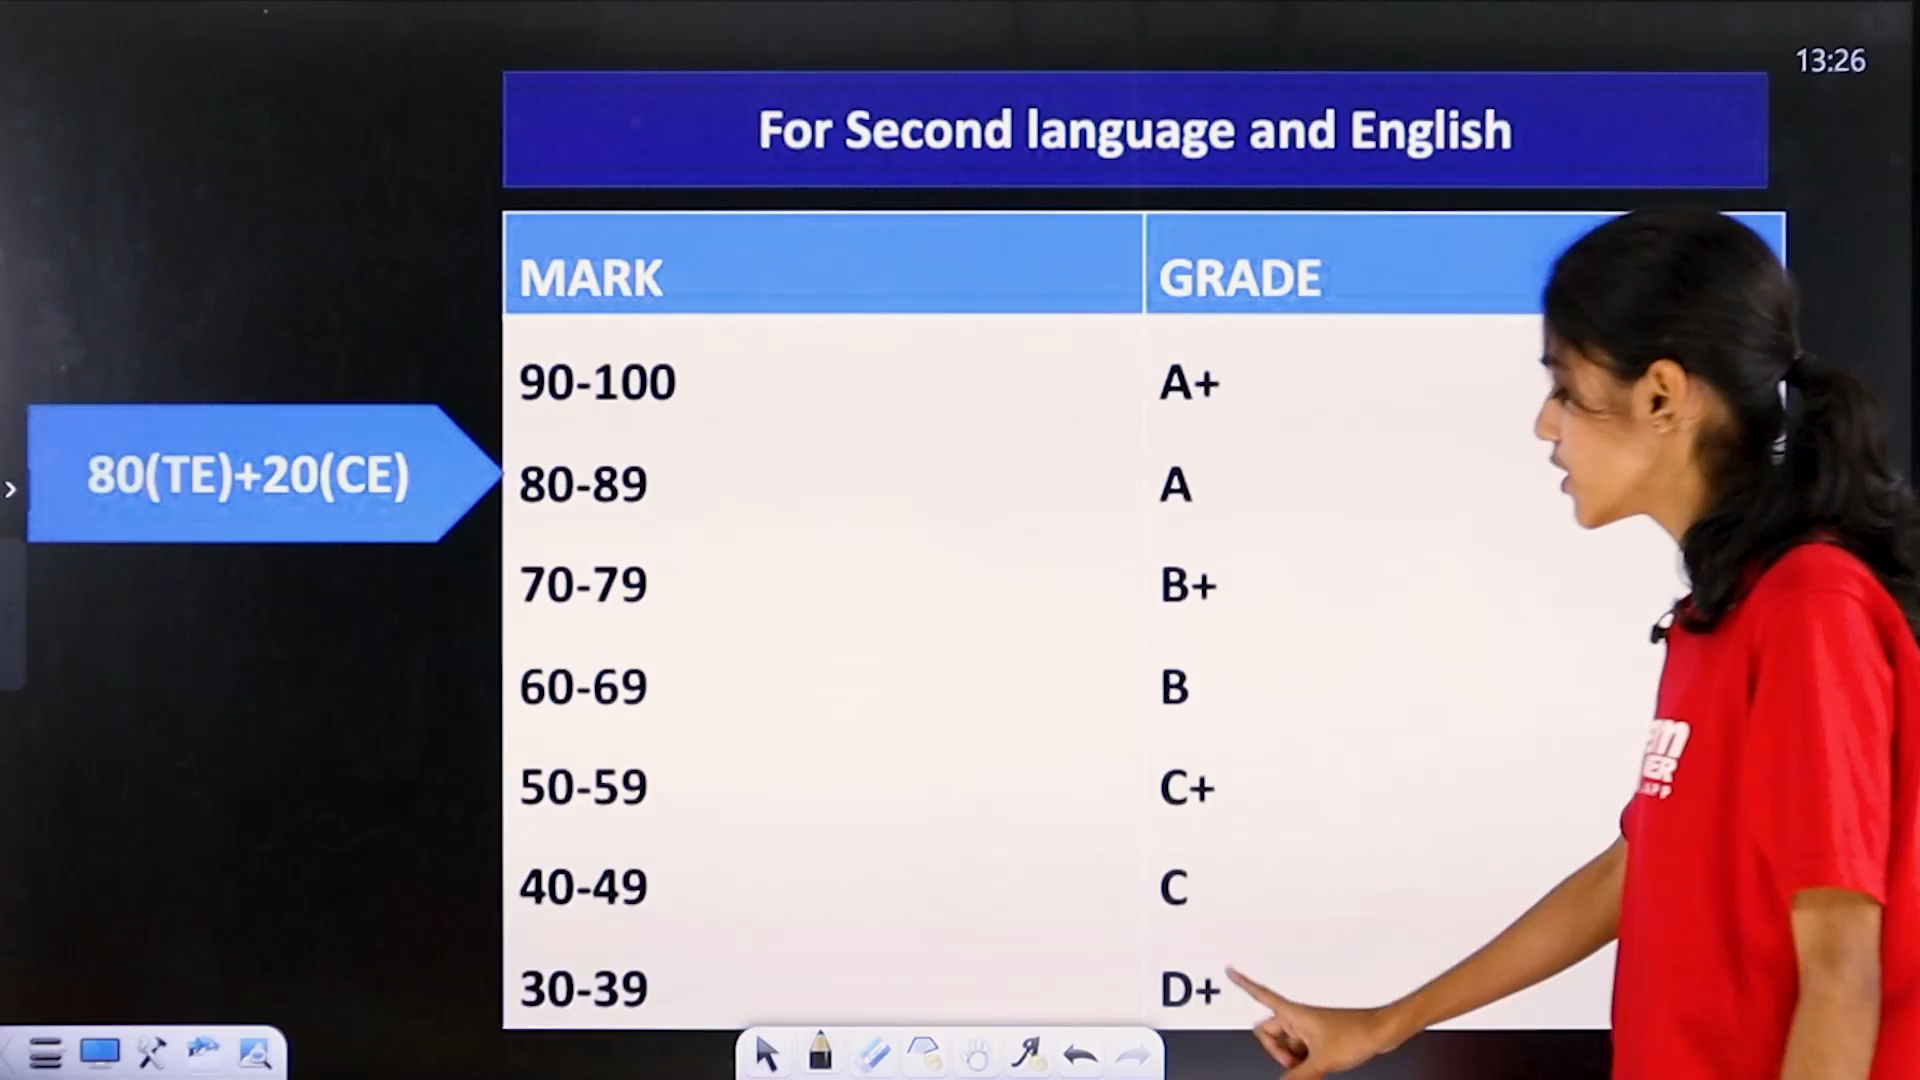 13:26
For Second language and English
MARK GRADE
90-100 A+
80(TE)+20(CE)
80-89 A
70-79 B+
60-69 B
50-59 C+
40-49 C
30-39 D+